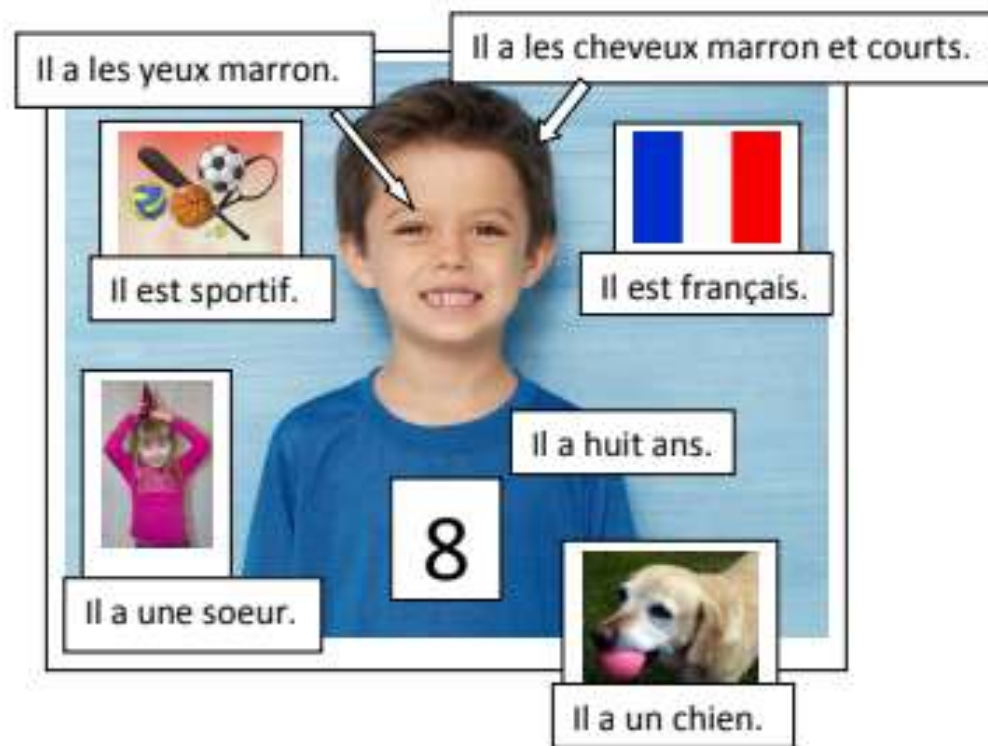 Il a les yeux marron.
Il a les cheveux marron et courts.
Il est sportif.
Il est français.
Il a huit ans.
8
Il a une soeur.
Il a un chien.